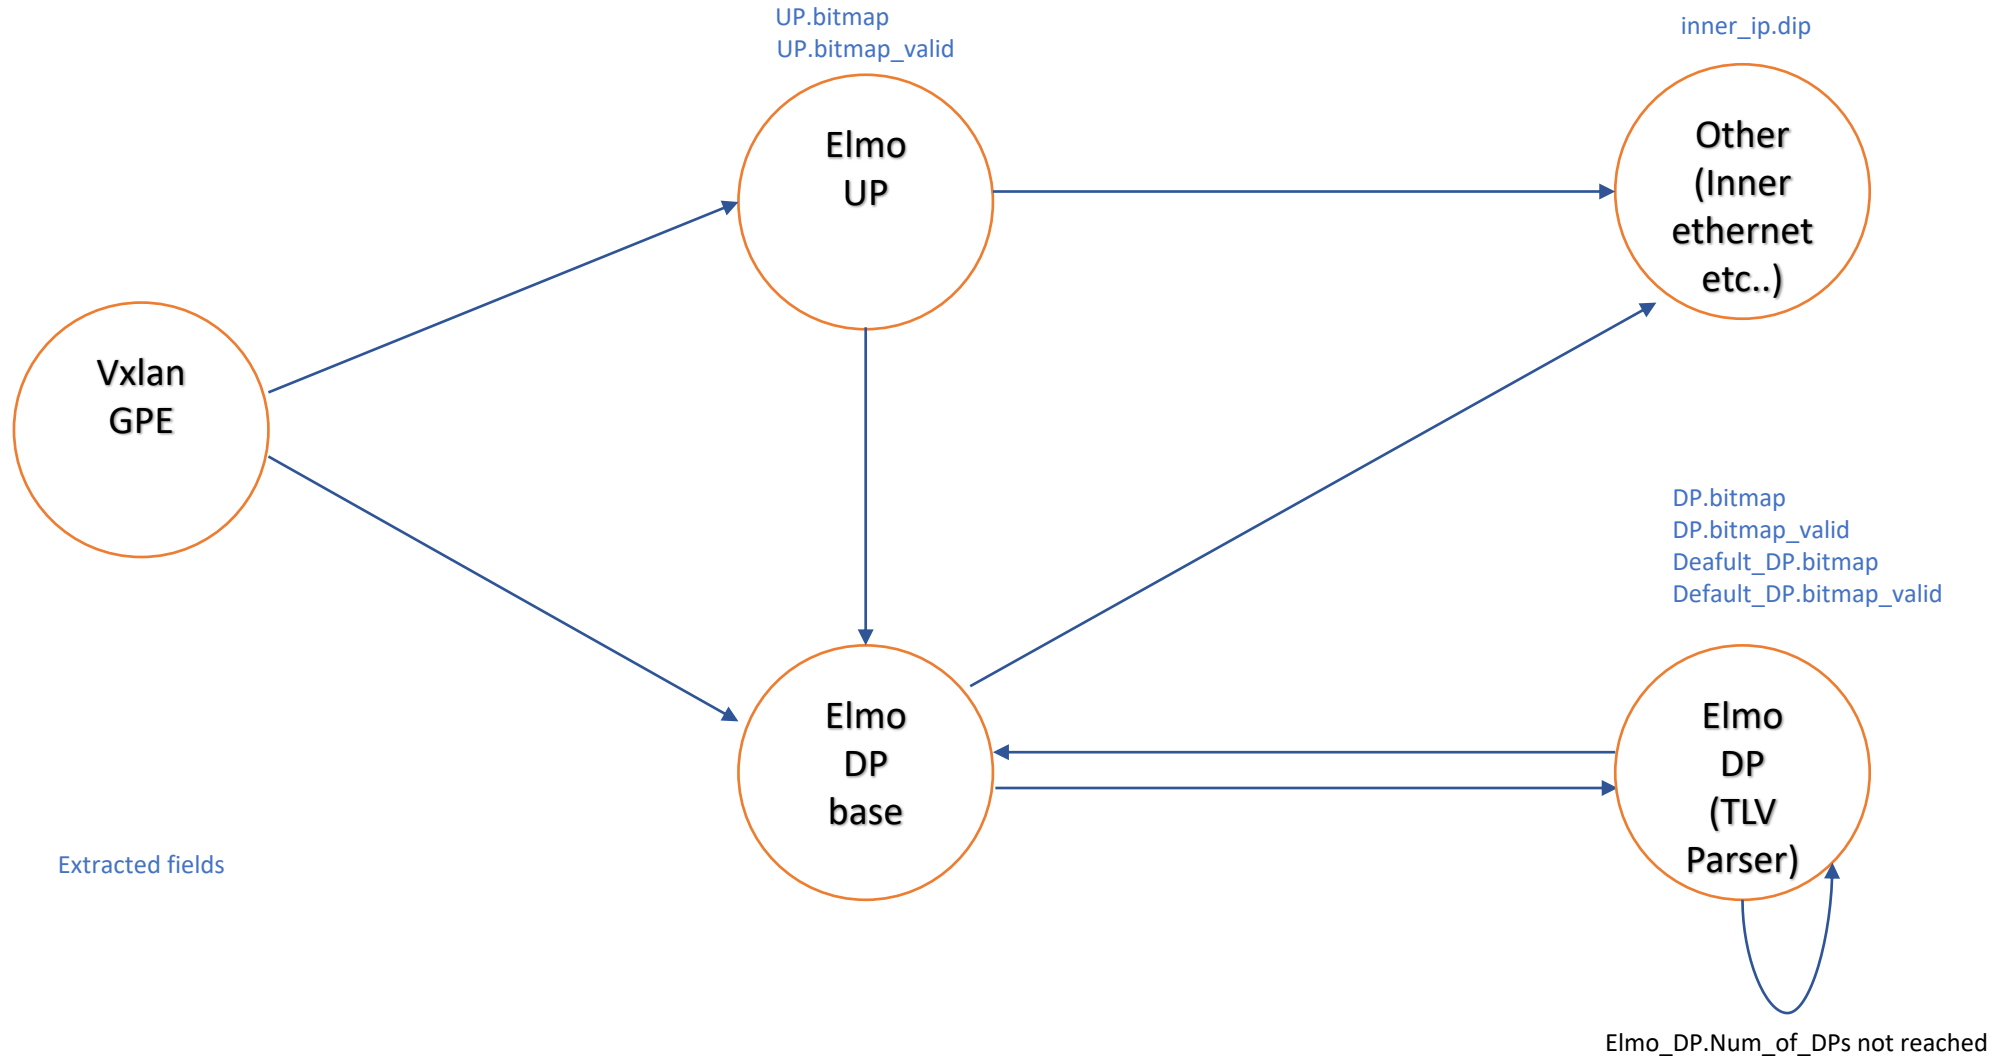 UP.bitmap
UP.bitmap_valid
inner_ip.dip
Elmo
UP
Other
(Inner
ethernet
etc..)
Vxlan
GPE
DP.bitmap
DP.bitmap_valid
Deafult_DP.bitmap
Default_DP.bitmap_valid
Elmo
DP
base
Elmo
DP
(TLV
Parser)
Extracted fields
Elmo_DP.Num_of_DPs not reached